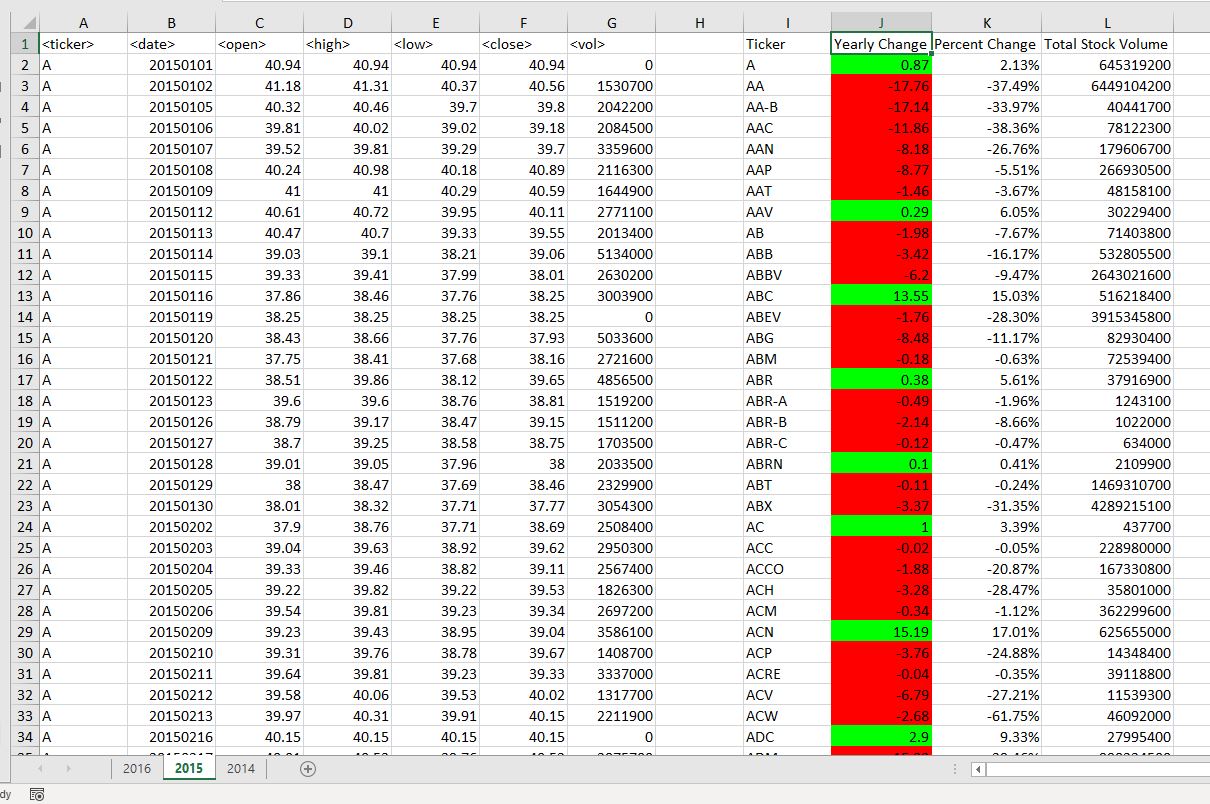 A B C D E F G H I J K L
1 <ticker> <date> <open> <high> <low> <close> <vol> Ticker Yearly Change Percent Change Total Stock Volume
2 A 20150101 40.94 40.94 40.94 40.94 0 A 0.87 2.13% 645319200
3 A 20150102 41.18 41.31 40.37 40.56 1530700 AA -17.76 -37.49% 6449104200
4 A 20150105 40.32 40.46 39.7 39.8 2042200 AA-B -17.14 -33.97% 40441700
5 A 20150106 39.81 40.02 39.02 39.18 2084500 AAC -11.86 -38.36% 78122300
6 A 20150107 39.52 39.81 39.29 39.7 3359600 AAN -8.18 -26.76% 179606700
7 A 20150108 40.24 40.98 40.18 40.89 2116300 AAP -8.77 -5.51% 266930500
8 A 20150109 41 41 40.29 40.59 1644900 AAT -1.46 -3.67% 48158100
9 A 20150112 40.61 40.72 39.95 40.11 2771100 AAV 0.29 6.05% 30229400
10 A 20150113 40.47 40.7 39.33 39.55 2013400 AB -1.98 -7.67% 71403800
11 A 20150114 39.03 39.1 38.21 39.06 5134000 ABB -3.42 -16.17% 532805500
12 A 20150115 39.33 39.41 37.99 38.01 2630200 ABBV -6.2 -9.47% 2643021600
13 A 20150116 37.86 38.46 37.76 38.25 3003900 ABC 13.55 15.03% 516218400
14 A 20150119 38.25 38.25 38.25 38.25 0 ABEV -1.76 -28.30% 3915345800
15 A 20150120 38.43 38.66 37.76 37.93 5033600 ABG -8.48 -11.17% 82930400
16 A 20150121 37.75 38.41 37.68 38.16 2721600 ABM -0.18 -0.63% 72539400
17 A 20150122 38.51 39.86 38.12 39.65 4856500 ABR 0.38 5.61% 37916900
18 A 20150123 39.6 39.6 38.76 38.81 1519200 ABR-A -0.49 -1.96% 1243100
19 A 20150126 38.79 39.17 38.47 39.15 1511200 ABR-B -2.14 -8.66% 1022000
20 A 20150127 38.7 39.25 38.58 38.75 1703500 ABR-C -0.12 -0.47% 634000
21 A 20150128 39.01 39.05 37.96 38 2033500 ABRN 0.1 0.41% 2109900
22 A 20150129 38 38.47 37.69 38.46 2329900 ABT -0.11 -0.24% 1469310700
23 A 20150130 38.01 38.32 37.71 37.77 3054300 ABX -3.37 -31.35% 4289215100
24 A 20150202 37.9 38.76 37.71 38.69 2508400 AC 1 3.39% 437700
25 A 20150203 39.04 39.63 38.92 39.62 2950300 ACC -0.02 -0.05% 228980000
26 A 20150204 39.33 39.46 38.82 39.11 2567400 ACCO -1.88 -20.87% 167330800
27 A 20150205 39.22 39.82 39.22 39.53 1826300 ACH -3.28 -28.47% 35801000
28 A 20150206 39.54 39.81 39.23 39.34 2697200 ACM -0.34 -1.12% 362299600
29 A 20150209 39.23 39.43 38.95 39.04 3586100 ACN 15.19 17.01% 625655000
30 A 20150210 39.31 39.76 38.78 39.67 1408700 ACP -3.76 -24.88% 14348400
31 A 20150211 39.64 39.81 39.23 39.33 3337000 ACRE -0.04 -0.35% 39118800
32 A 20150212 39.58 40.06 39.53 40.02 1317700 ACV -6.79 -27.21% 11539300
33 A 20150213 39.97 40.31 39.91 40.15 2211900 ACW -2.68 -61.75% 46092000
34 A 20150216 40.15 40.15 40.15 40.15 0 ADC 2.9 9.33% 27995400
2016 2015 2014